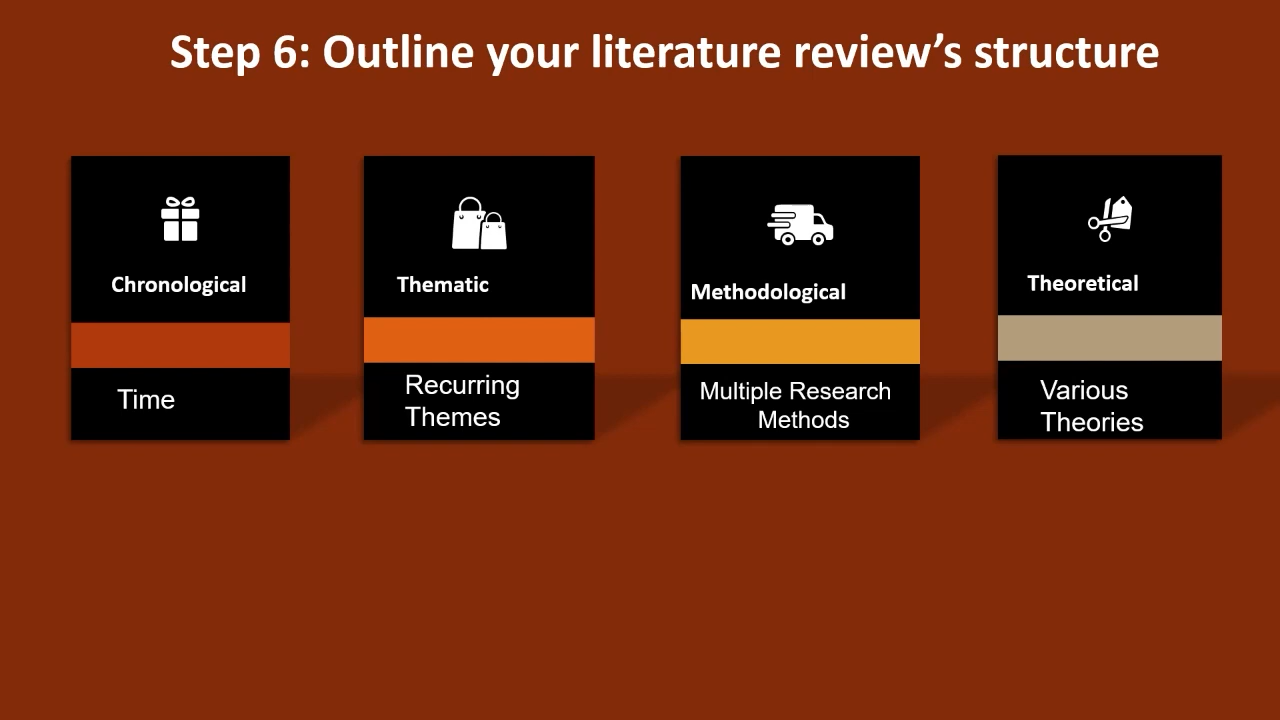 Step 6: Outline your literature review’s structure
Chronological
Time
Thematic
Recurring
Themes
Methodological
Multiple Research
Methods
Theoretical
Various
Theories